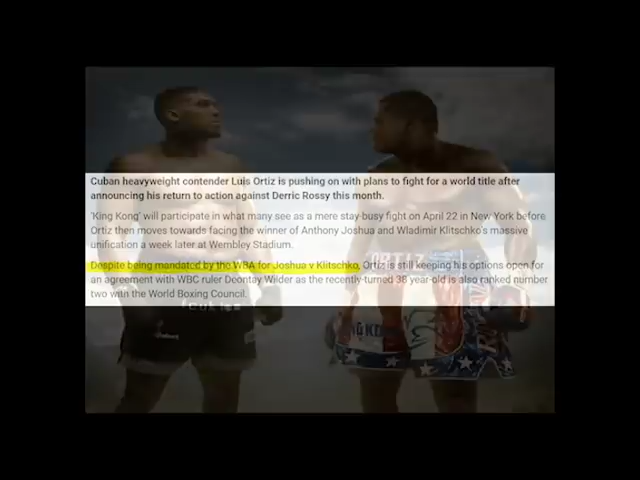 Cuban heavyweight contender Luis Ortiz is pushing on with plans to fight for a world title after
announcing his return to action against Derric Rossy this month.
'King Kong' will participate in what many see as a mere stay-busy fight on April 22 in New York before
Ortiz then moves towards facing the winner of Anthony Joshua and Wladimir Klitschko's massive
unification a week later at Wembley Stadium.
Despite being mandated by the WBA for Joshua v Klitschko, Ortiz is still keeping his options open for
an agreement with WBC ruler Deontay Wilder as the recently-turned 38 year-old is also ranked number
two with the World Boxing Council.
ORTIZ